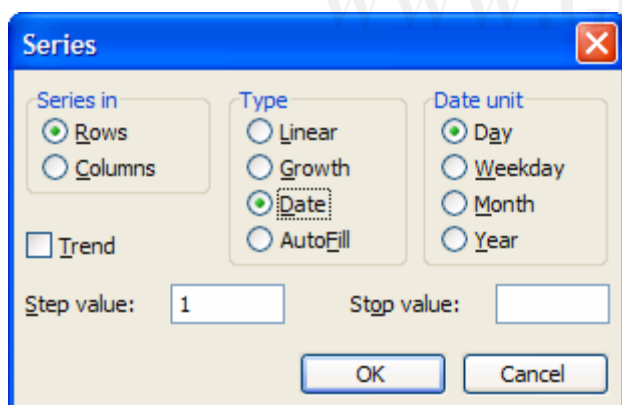 Series
Series in
Rows
Columns
Trend
Type
Linear
Growth
Date
AutoFill
Date unit
Day
Weekday
Month
Year
Step value: 1
Stop value:
OK
Cancel